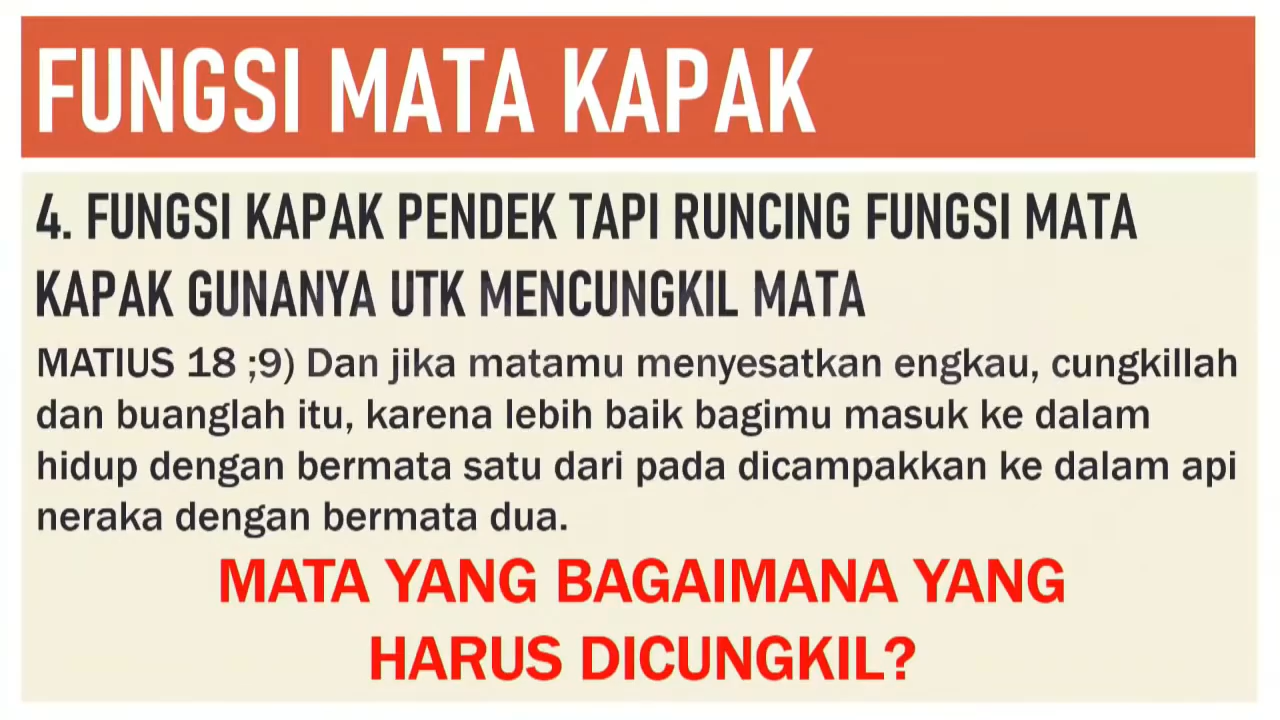 FUNGSI MATA KAPAK
4. FUNGSI KAPAK PENDEK TAPI RUNCING FUNGSI MATA
KAPAK GUNANYA UTK MENCUNGKIL MATA
MATIUS 18 ;9) Dan jika matamu menyesatkan engkau, cungkillah
dan buanglah itu, karena lebih baik bagimu masuk ke dalam
hidup dengan bermata satu dari pada dicampakkan ke dalam api
neraka dengan bermata dua.
MATA YANG BAGAIMANA YANG
HARUS DICUNGKIL?